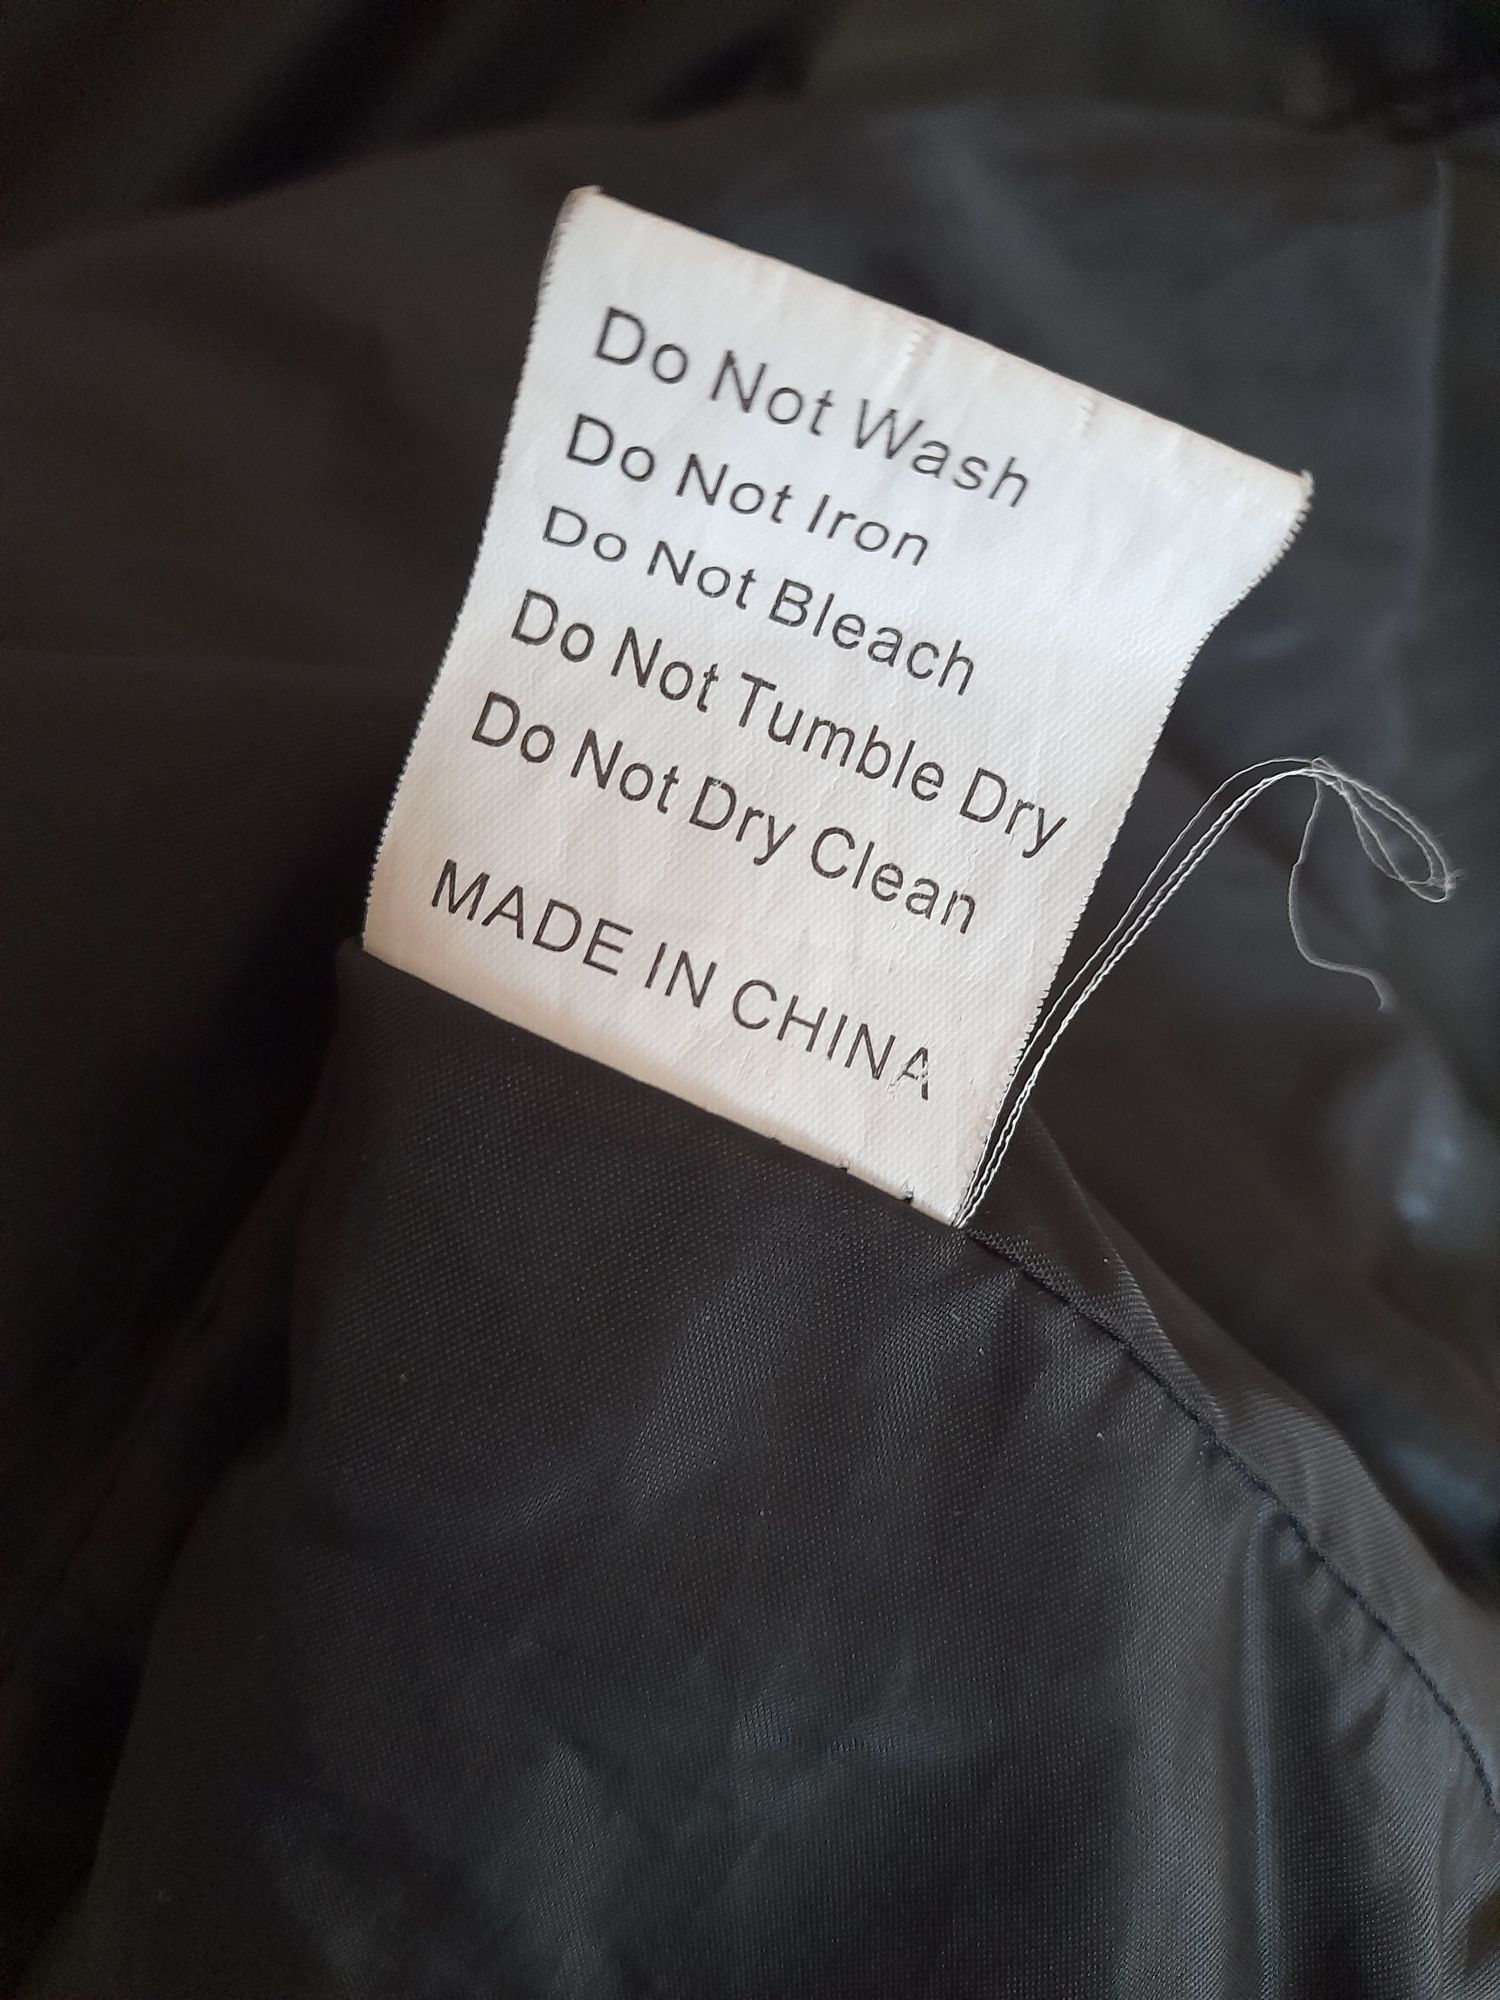 Do Not Wash
Do Not Iron
Do Not Bleach
Do Not Tumble Dry
Do Not Dry Clean
MADE IN CHINA